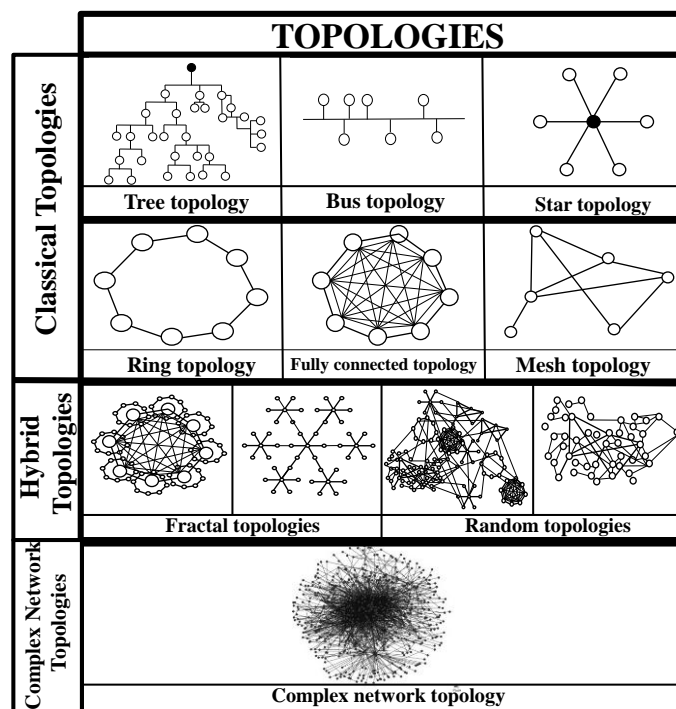 TOPOLOGIES
Classical Topologies
Tree topology
Bus topology
Star topology
Ring topology
Fully connected topology
Mesh topology
Hybrid
Topologies
Fractal topologies
Random topologies
Complex Network
Topologies
Complex network topology